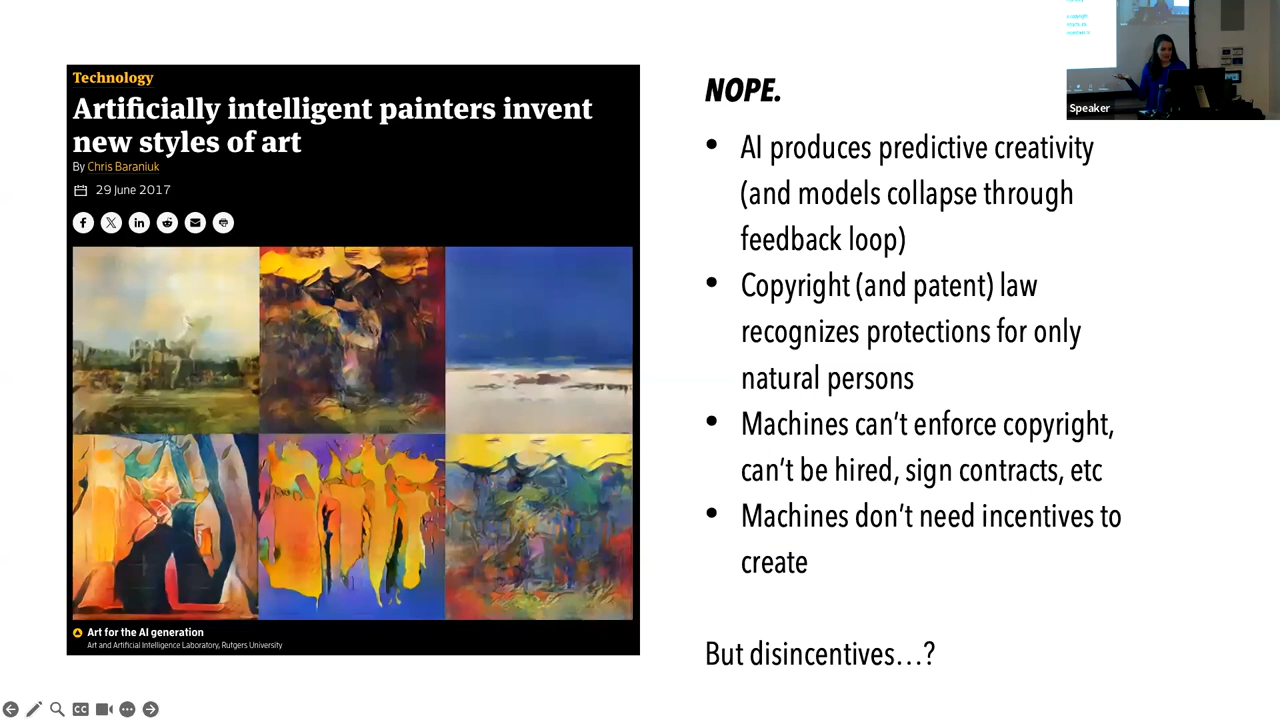 Technology
Artificially intelligent painters invent
new styles of art
By Chris Baraniuk
29 June 2017
Art for the AI generation
Art and Artificial Intelligence Laboratory, Rutgers University
NOPE.
• AI produces predictive creativity
(and models collapse through
feedback loop)
• Copyright (and patent) law
recognizes protections for only
natural persons
• Machines can’t enforce copyright,
can’t be hired, sign contracts, etc
• Machines don’t need incentives to
create
But disincentives…?
Speaker
CC